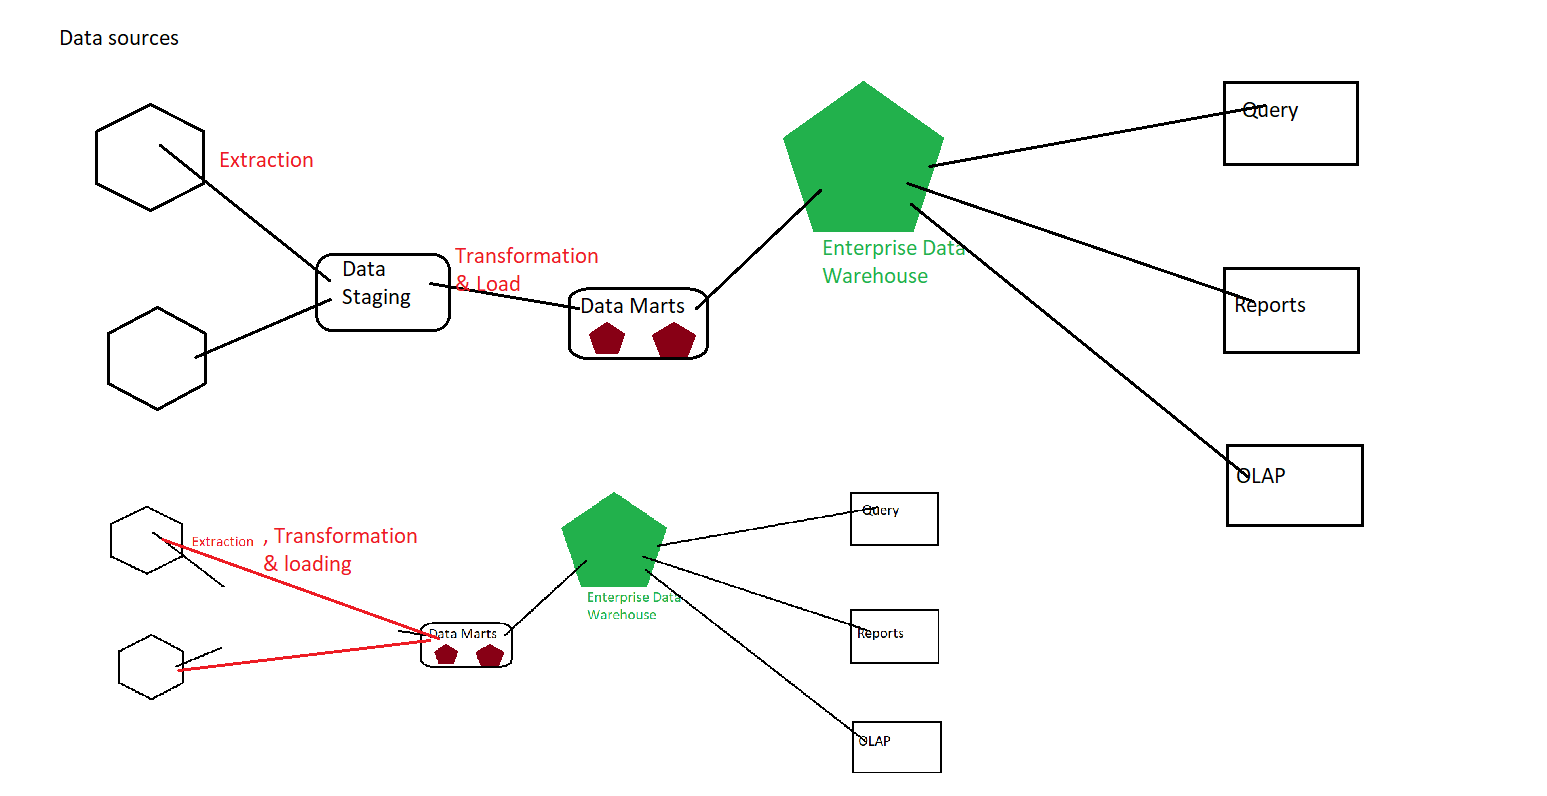 Data sources
Extraction
Query
Enterprise Data
Warehouse
Transformation
& Load
Data
Staging
Data Marts
Reports
OLAP
Extraction , Transformation
& loading
Query
Enterprise Data
Warehouse
Data Marts
Reports
OLAP